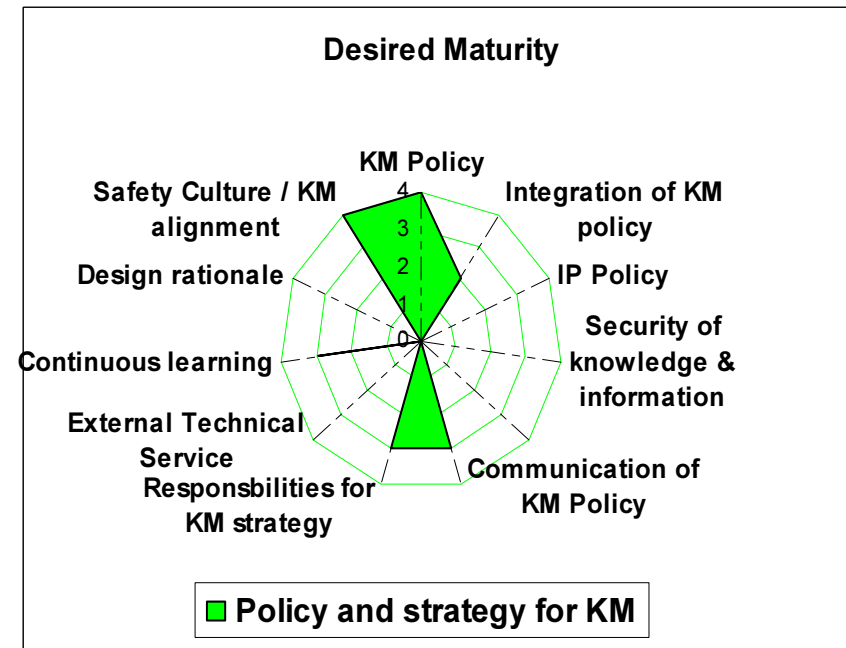 Desired Maturity
KM Policy
4
3
2
1
0
Integration of KM
policy
IP Policy
Security of
knowledge &
information
Communication of
KM Policy
Responsbilities for
KM strategy
External Technical
Service
Continuous learning
Design rationale
Safety Culture / KM
alignment
Policy and strategy for KM